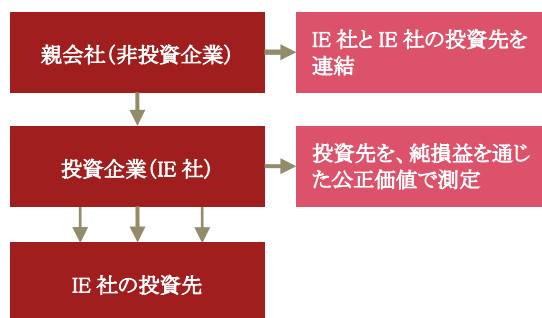 親会社（非投資企業）
IE 社と IE 社の投資先を
連結
投資企業（IE 社）
投資先を、純損益を通じ
た公正価値で測定
IE 社の投資先